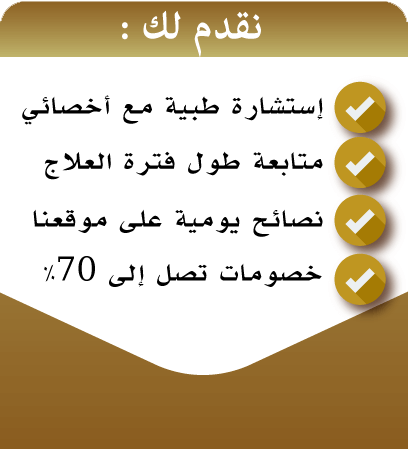 نقدم لك :
إستشارة طبية مع أخصائي
متابعة طول فترة العلاج
نصائح يومية على موقعنا
خصومات تصل إلى 70٪